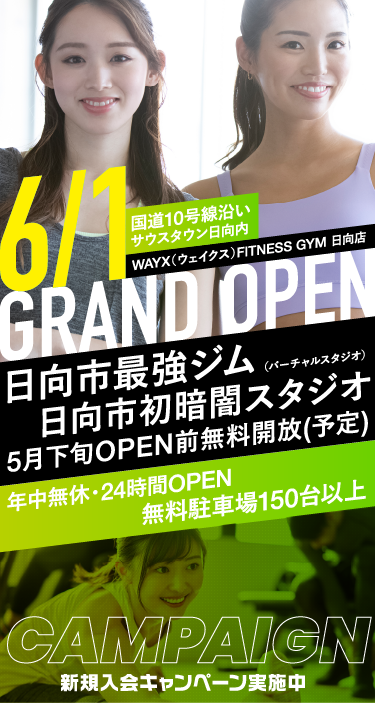 6/1
国道10号線沿い
サウスタウン日向内
WAYX(ウェイクス)FITNESS GYM 日向店
GRAND OPEN
日向市最強ジム
(バーチャルスタジオ)
日向市初暗闇スタジオ
5月下旬OPEN前無料開放(予定)
年中無休・24時間OPEN
無料駐車場150台以上
CAMPAIGN
新規入会キャンペーン実施中